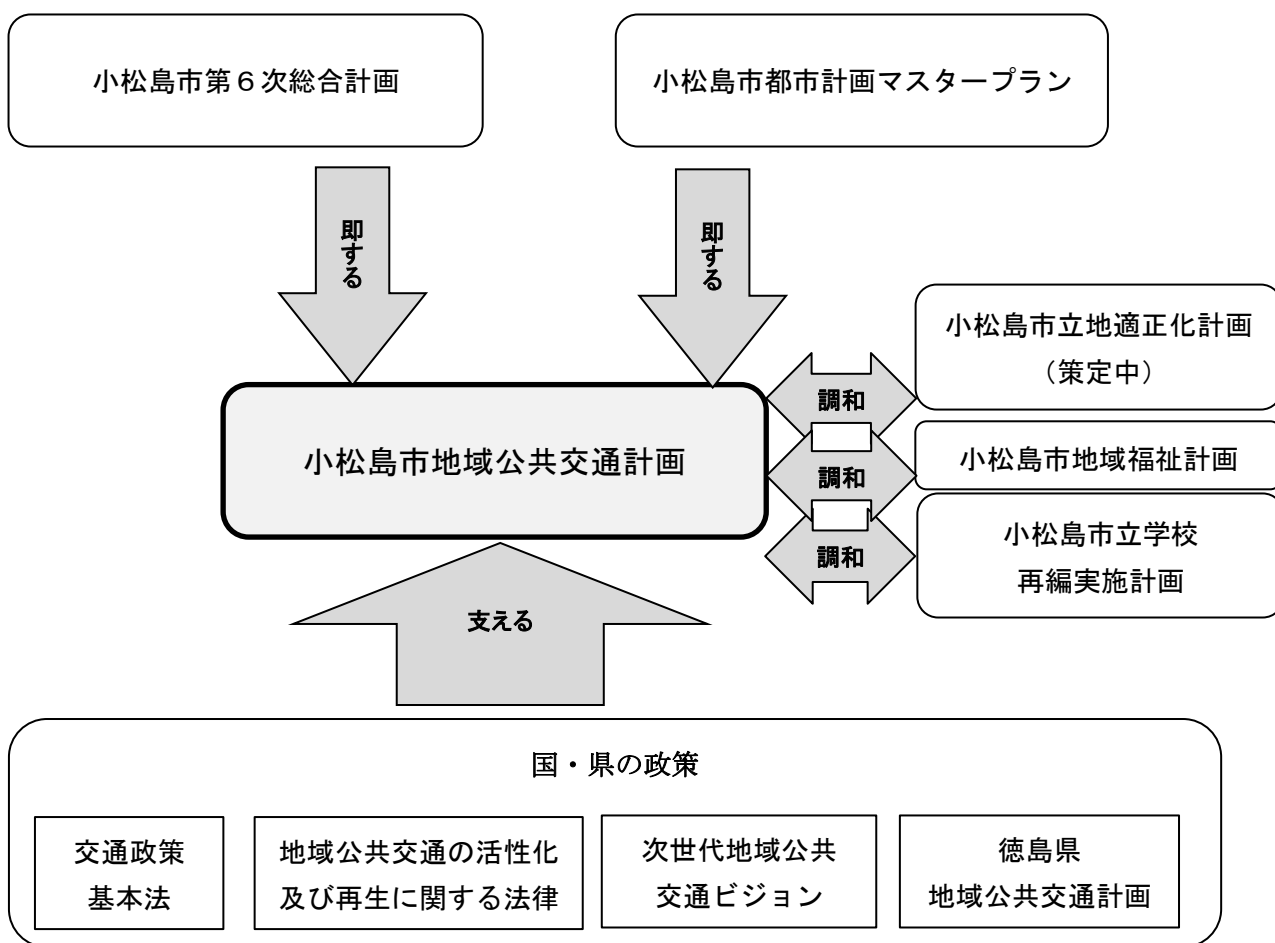 小松島市第６次総合計画
小松島市都市計画マスタープラン
即する
即する
小松島市立地適正化計画
（策定中）
調和
小松島市地域公共交通計画
調和
小松島市地域福祉計画
調和
小松島市立学校
再編実施計画
支える
国・県の政策
交通政策
基本法
地域公共交通の活性化
及び再生に関する法律
次世代地域公共
交通ビジョン
徳島県
地域公共交通計画